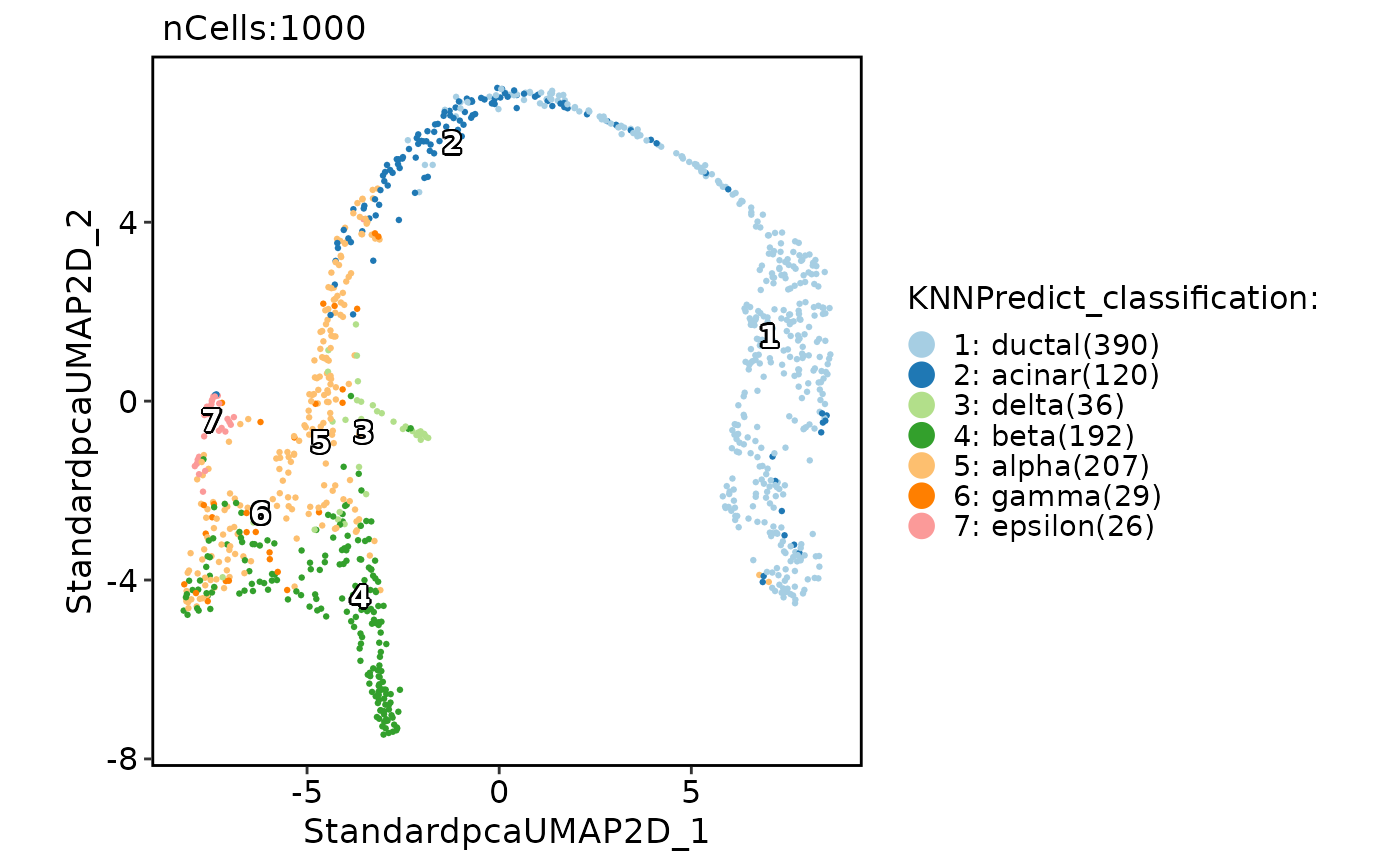 nCells:1000
StandardpcaUMAP2D_2
4
0
-4
-8
-5
0
5
StandardpcaUMAP2D_1
2
1
7
3
5
6
4
KNNPredict_classification:
1: ductal(390)
2: acinar(120)
3: delta(36)
4: beta(192)
5: alpha(207)
6: gamma(29)
7: epsilon(26)